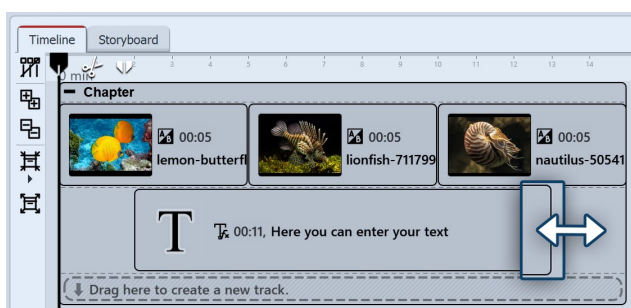 Timeline Storyboard
0 min 2 3 4 5 6 7 8 9 10 11 12 13 14
Chapter
00:05 00:05 00:05
lemon-butterfl lionfish-711799 nautilus-50541
T 00:11, Here you can enter your text
Drag here to create a new track.